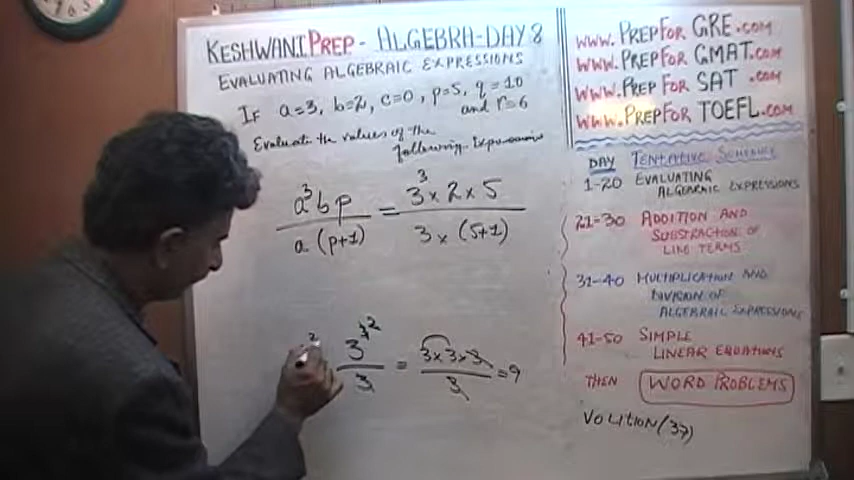 KESHWANI PREP - ALGEBRA-DAY 8
EVALUATING ALGEBRAIC EXPRESSIONS
IF a=3, b=2, c=0, p=5, q=10
and r=6
Evaluate the values of the
following Expressions
a³bp / a(p+1) = 3³×2×5 / 3×(5+1)
3³ 2 / 3 = 3×3×3 / 3 = 9
www.PREPFOR GRE.COM
www.PREPFOR GMAT.COM
www.PREPFOR SAT .COM
www.PREPFOR TOEFL.COM
DAY TENTATIVE SCHEDULE
1-20 EVALUATING
ALGEBRAIC EXPRESSIONS
21-30 ADDITION AND
SUBSTRACTION OF
LIKE TERMS
31-40 MULTIPLICATION AND
DIVISION OF
ALGEBRAIC EXPRESSIONS
41-50 SIMPLE
LINEAR EQUATIONS
THEN WORD PROBLEMS
VOLITION (37)